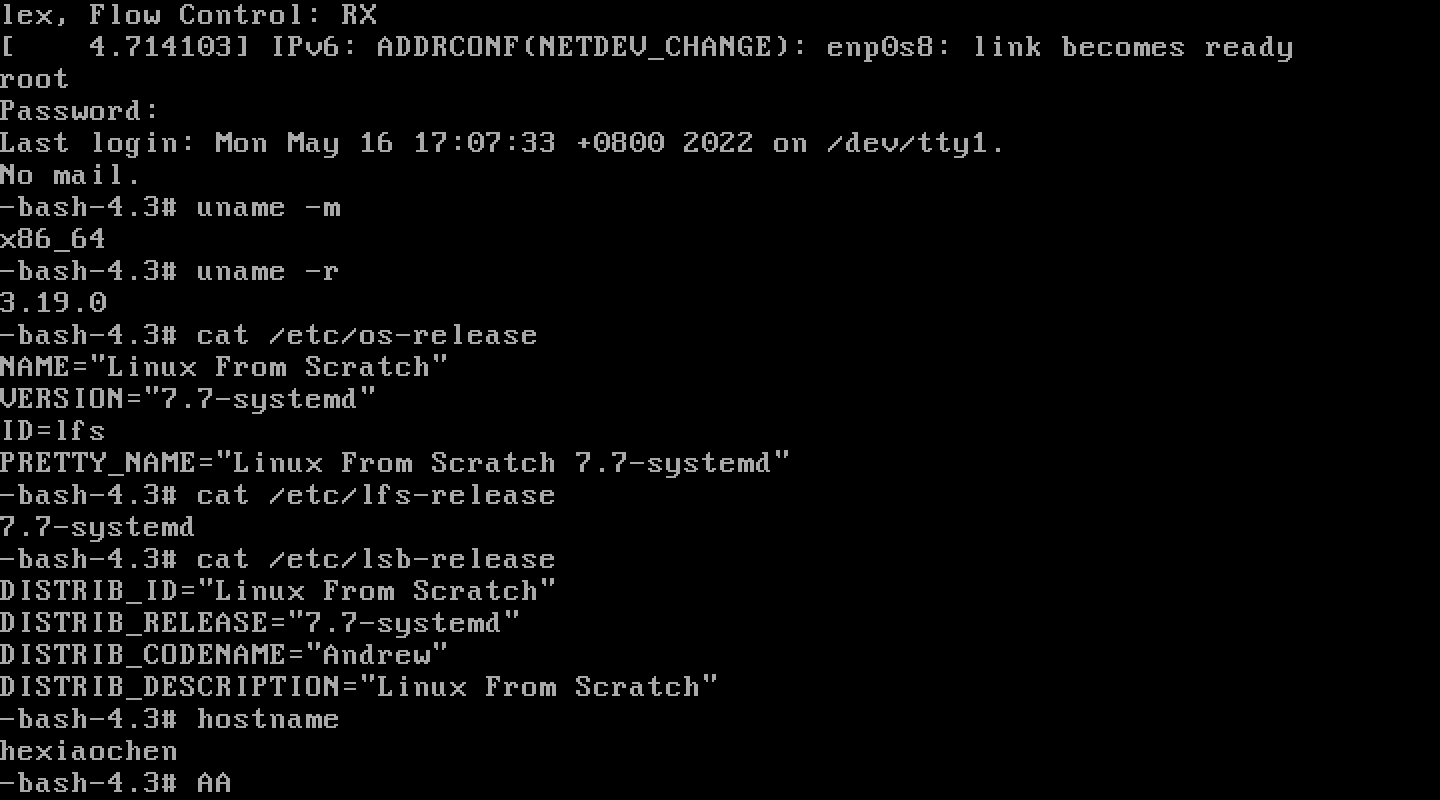 lex, Flow Control: RX
[    4.714103] IPv6: ADDRCONF(NETDEV_CHANGE): enp0s8: link becomes ready
root
Password:
Last login: Mon May 16 17:07:33 +0800 2022 on /dev/tty1.
No mail.
-bash-4.3# uname -m
x86_64
-bash-4.3# uname -r
3.19.0
-bash-4.3# cat /etc/os-release
NAME="Linux From Scratch"
VERSION="7.7-systemd"
ID=lfs
PRETTY_NAME="Linux From Scratch 7.7-systemd"
-bash-4.3# cat /etc/lfs-release
7.7-systemd
-bash-4.3# cat /etc/lsb-release
DISTRIB_ID="Linux From Scratch"
DISTRIB_RELEASE="7.7-systemd"
DISTRIB_CODENAME="Andrew"
DISTRIB_DESCRIPTION="Linux From Scratch"
-bash-4.3# hostname
hexiaochen
-bash-4.3# AA